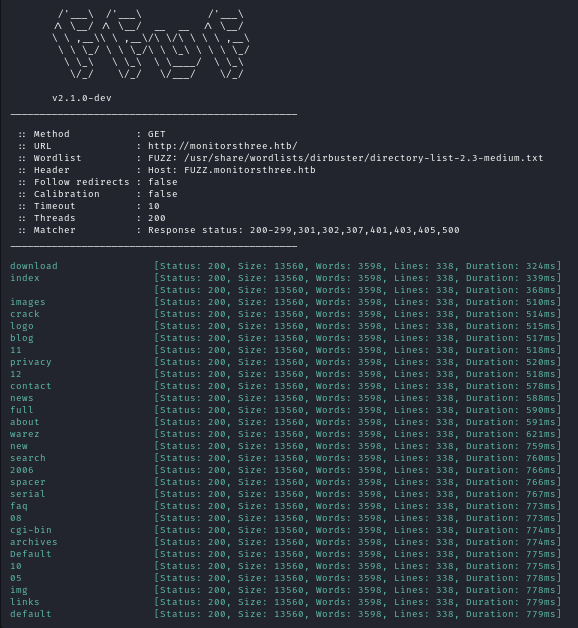 v2.1.0-dev
:: Method : GET
:: URL : http://monitorsthree.htb/
:: Wordlist : FUZZ: /usr/share/wordlists/dirbuster/directory-list-2.3-medium.txt
:: Header : Host: FUZZ.monitorsthree.htb
:: Follow redirects : false
:: Calibration : false
:: Timeout : 10
:: Threads : 200
:: Matcher : Response status: 200-299,301,302,307,401,403,405,500
download [Status: 200, Size: 13560, Words: 3598, Lines: 338, Duration: 324ms]
index [Status: 200, Size: 13560, Words: 3598, Lines: 338, Duration: 339ms]
[Status: 200, Size: 13560, Words: 3598, Lines: 338, Duration: 368ms]
images [Status: 200, Size: 13560, Words: 3598, Lines: 338, Duration: 510ms]
crack [Status: 200, Size: 13560, Words: 3598, Lines: 338, Duration: 514ms]
logo [Status: 200, Size: 13560, Words: 3598, Lines: 338, Duration: 515ms]
blog [Status: 200, Size: 13560, Words: 3598, Lines: 338, Duration: 517ms]
11 [Status: 200, Size: 13560, Words: 3598, Lines: 338, Duration: 518ms]
privacy [Status: 200, Size: 13560, Words: 3598, Lines: 338, Duration: 520ms]
12 [Status: 200, Size: 13560, Words: 3598, Lines: 338, Duration: 518ms]
contact [Status: 200, Size: 13560, Words: 3598, Lines: 338, Duration: 578ms]
news [Status: 200, Size: 13560, Words: 3598, Lines: 338, Duration: 588ms]
full [Status: 200, Size: 13560, Words: 3598, Lines: 338, Duration: 590ms]
about [Status: 200, Size: 13560, Words: 3598, Lines: 338, Duration: 591ms]
warez [Status: 200, Size: 13560, Words: 3598, Lines: 338, Duration: 621ms]
new [Status: 200, Size: 13560, Words: 3598, Lines: 338, Duration: 759ms]
search [Status: 200, Size: 13560, Words: 3598, Lines: 338, Duration: 760ms]
2006 [Status: 200, Size: 13560, Words: 3598, Lines: 338, Duration: 766ms]
spacer [Status: 200, Size: 13560, Words: 3598, Lines: 338, Duration: 766ms]
serial [Status: 200, Size: 13560, Words: 3598, Lines: 338, Duration: 767ms]
faq [Status: 200, Size: 13560, Words: 3598, Lines: 338, Duration: 773ms]
08 [Status: 200, Size: 13560, Words: 3598, Lines: 338, Duration: 773ms]
cgi-bin [Status: 200, Size: 13560, Words: 3598, Lines: 338, Duration: 774ms]
archives [Status: 200, Size: 13560, Words: 3598, Lines: 338, Duration: 774ms]
Default [Status: 200, Size: 13560, Words: 3598, Lines: 338, Duration: 775ms]
10 [Status: 200, Size: 13560, Words: 3598, Lines: 338, Duration: 775ms]
05 [Status: 200, Size: 13560, Words: 3598, Lines: 338, Duration: 778ms]
img [Status: 200, Size: 13560, Words: 3598, Lines: 338, Duration: 778ms]
links [Status: 200, Size: 13560, Words: 3598, Lines: 338, Duration: 779ms]
default [Status: 200, Size: 13560, Words: 3598, Lines: 338, Duration: 779ms]